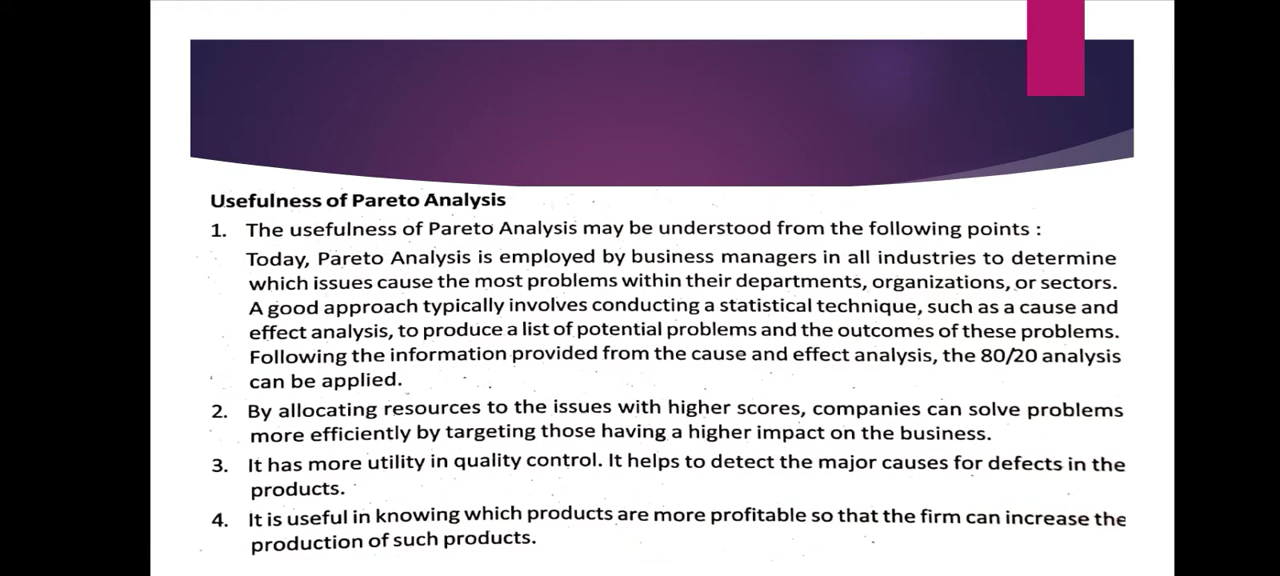 Usefulness of Pareto Analysis
1. The usefulness of Pareto Analysis may be understood from the following points :
Today, Pareto Analysis is employed by business managers in all industries to determine
which issues cause the most problems within their departments, organizations, or sectors.
A good approach typically involves conducting a statistical technique, such as a cause and
effect analysis, to produce a list of potential problems and the outcomes of these problems.
Following the information provided from the cause and effect analysis, the 80/20 analysis
can be applied.
2. By allocating resources to the issues with higher scores, companies can solve problems
more efficiently by targeting those having a higher impact on the business.
3. It has more utility in quality control. It helps to detect the major causes for defects in the
products.
4. It is useful in knowing which products are more profitable so that the firm can increase the
production of such products.